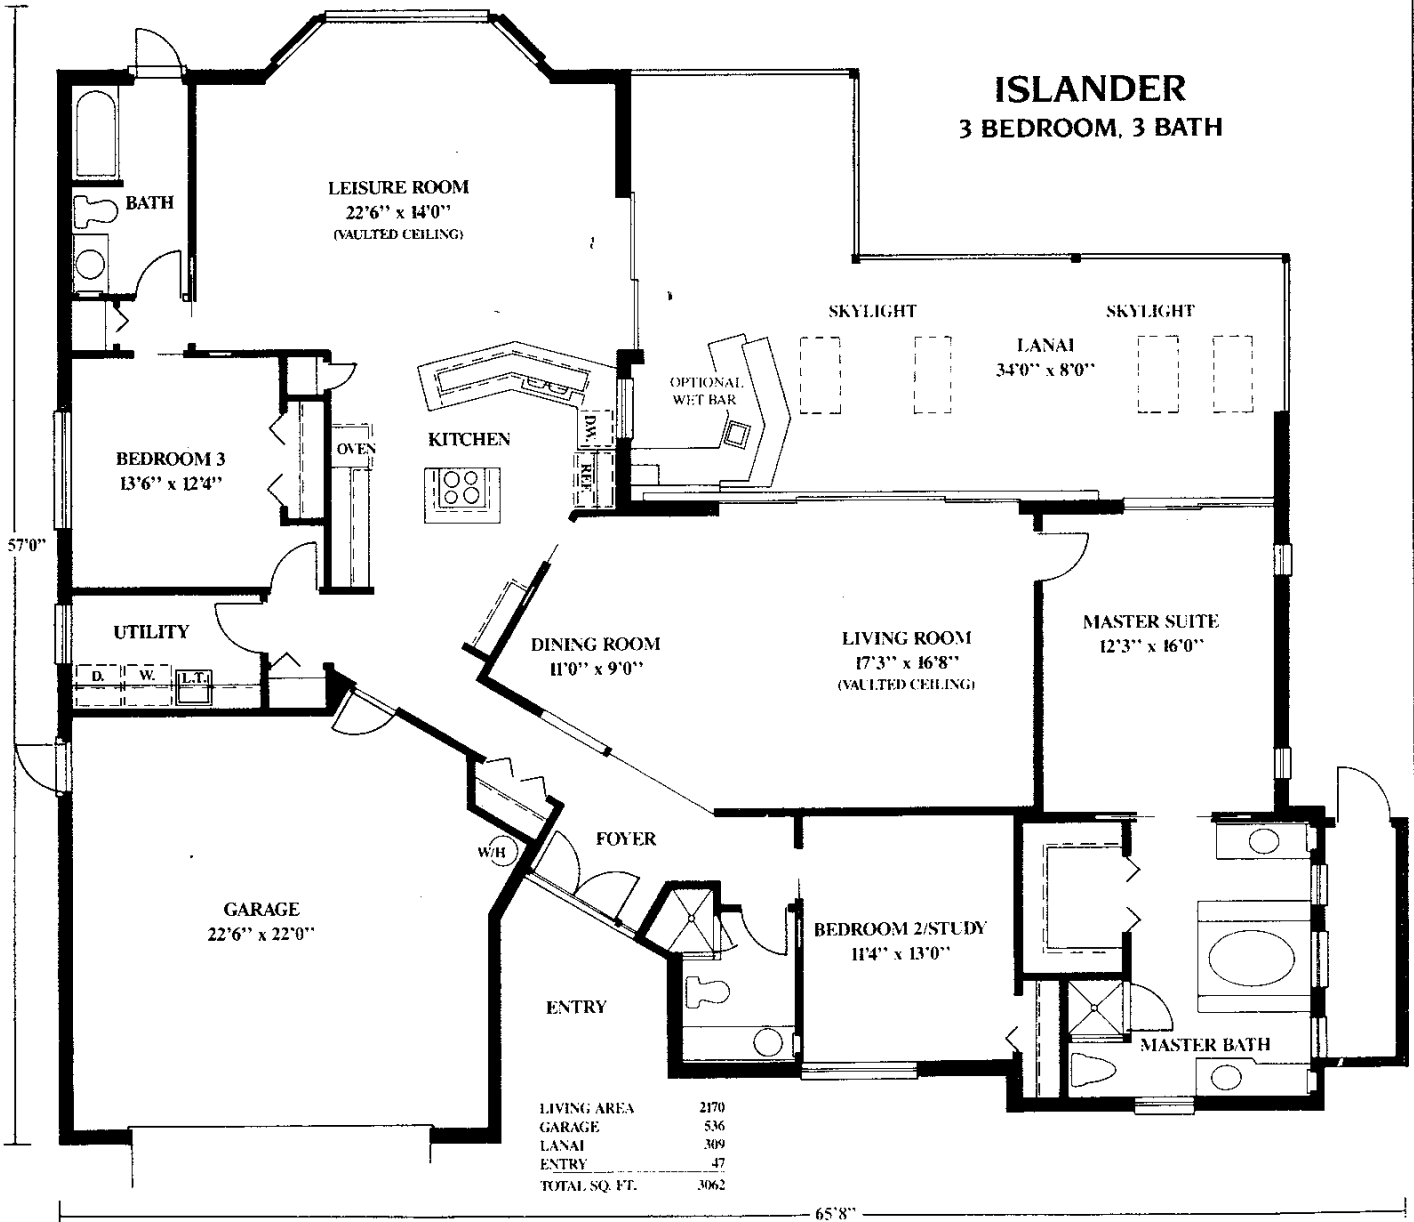 ISLANDER
3 BEDROOM, 3 BATH
LEISURE ROOM
22'6'' x 14'0''
(VAULTED CEILING)
BATH
SKYLIGHT
SKYLIGHT
LANAI
34'0'' x 8'0''
OPTIONAL
WET BAR
KITCHEN
D.W.
OVEN
REF.
BEDROOM 3
13'6'' x 12'4''
57'0''
UTILITY
D.
W.
L.T.
DINING ROOM
11'0'' x 9'0''
LIVING ROOM
17'3'' x 16'8''
(VAULTED CEILING)
MASTER SUITE
12'3'' x 16'0''
FOYER
W/H
GARAGE
22'6'' x 22'0''
BEDROOM 2/STUDY
11'4'' x 13'0''
ENTRY
MASTER BATH
LIVING AREA 2170
GARAGE 536
LANAI 309
ENTRY 47
TOTAL SQ. FT. 3062
65'8''